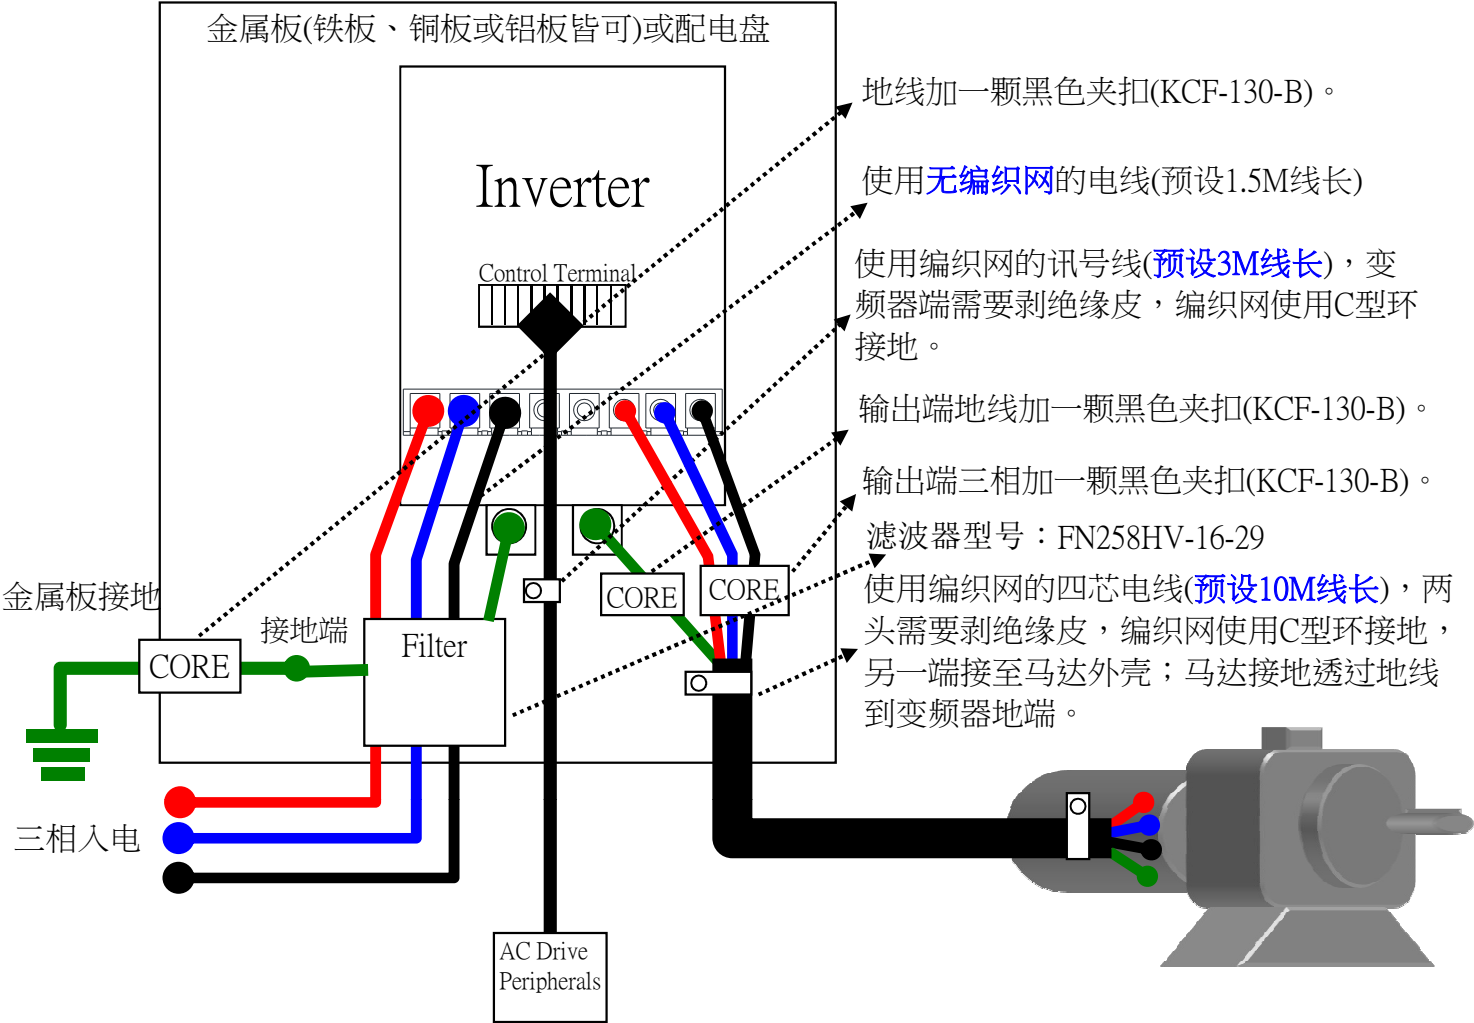 金属板(铁板、铜板或铝板皆可)或配电盘
Inverter
Control Terminal
地线加一颗黑色夹扣(KCF-130-B)。
使用无编织网的电线(预设1.5M线长)
使用编织网的讯号线(预设3M线长)，变
频器端需要剥绝缘皮，编织网使用C型环
接地。
输出端地线加一颗黑色夹扣(KCF-130-B)。
输出端三相加一颗黑色夹扣(KCF-130-B)。
滤波器型号：FN258HV-16-29
使用编织网的四芯电线(预设10M线长)，两
头需要剥绝缘皮，编织网使用C型环接地，
另一端接至马达外壳；马达接地透过地线
到变频器地端。
金属板接地
CORE
接地端
Filter
CORE
CORE
三相入电
AC Drive
Peripherals